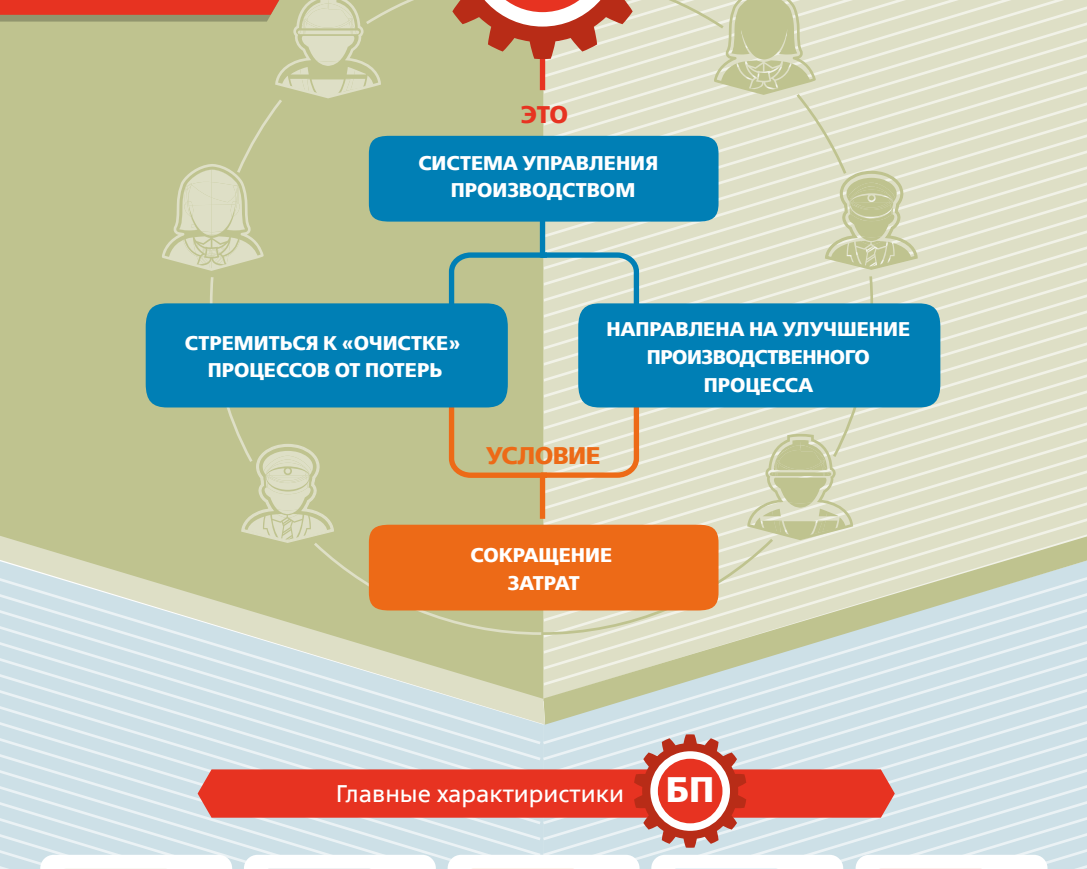 ЭТО
СИСТЕМА УПРАВЛЕНИЯ
ПРОИЗВОДСТВОМ
СТРЕМИТЬСЯ К «ОЧИСТКЕ»
ПРОЦЕССОВ ОТ ПОТЕРЬ
НАПРАВЛЕНА НА УЛУЧШЕНИЕ
ПРОИЗВОДСТВЕННОГО
ПРОЦЕССА
УСЛОВИЕ
СОКРАЩЕНИЕ
ЗАТРАТ
Главные характиристики БП